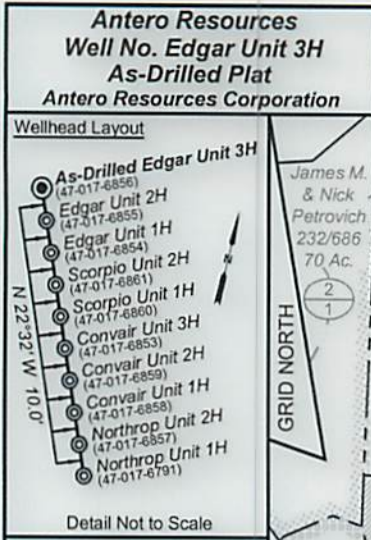 Antero Resources
Well No. Edgar Unit 3H
As-Drilled Plat
Antero Resources Corporation
Wellhead Layout
As-Drilled Edgar Unit 3H
(47-017-6856)
Edgar Unit 2H
(47-017-6855)
Edgar Unit 1H
(47-017-6854)
Scorpio Unit 2H
(47-017-6861)
Scorpio Unit 1H
(47-017-6860)
Convair Unit 3H
(47-017-6853)
Convair Unit 2H
(47-017-6859)
Convair Unit 1H
(47-017-6858)
Northrop Unit 2H
(47-017-6857)
Northrop Unit 1H
(47-017-6791)
N 22°32' W 10.0'
N
Detail Not to Scale
GRID NORTH
James M.
& Nick
Petrovich
232/686
70 Ac.
2
1